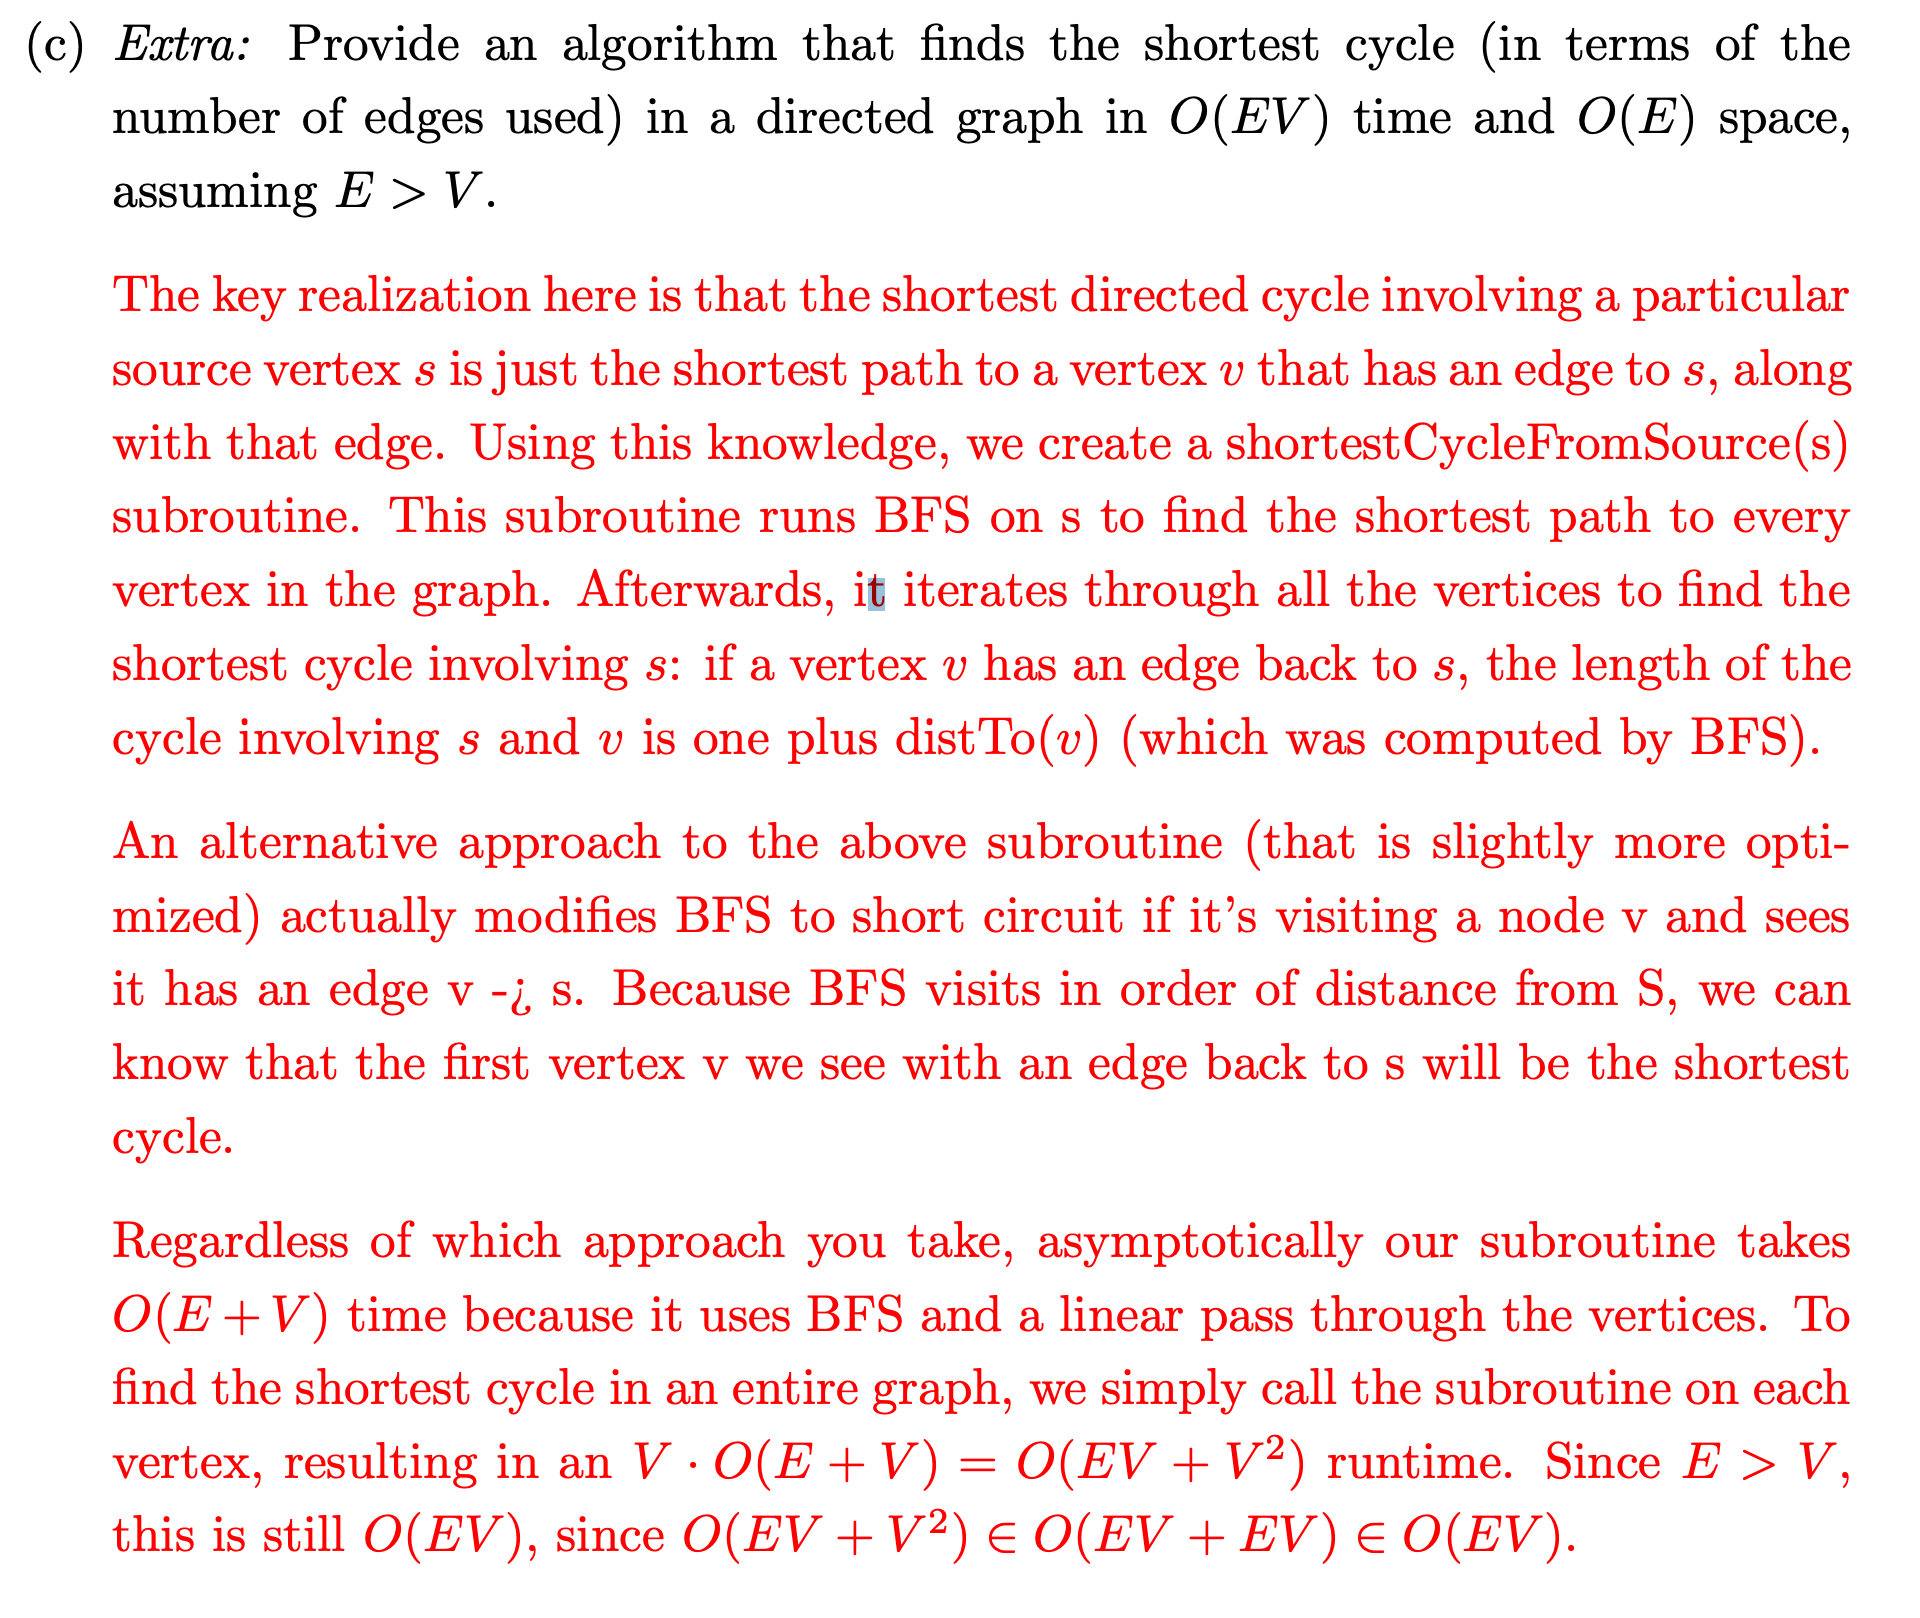 (c) Extra: Provide an algorithm that finds the shortest cycle (in terms of the
number of edges used) in a directed graph in O(EV) time and O(E) space,
assuming E > V.
The key realization here is that the shortest directed cycle involving a particular
source vertex s is just the shortest path to a vertex v that has an edge to s, along
with that edge. Using this knowledge, we create a shortestCycleFromSource(s)
subroutine. This subroutine runs BFS on s to find the shortest path to every
vertex in the graph. Afterwards, it iterates through all the vertices to find the
shortest cycle involving s: if a vertex v has an edge back to s, the length of the
cycle involving s and v is one plus distTo(v) (which was computed by BFS).
An alternative approach to the above subroutine (that is slightly more opti-
mized) actually modifies BFS to short circuit if it’s visiting a node v and sees
it has an edge v -¿ s. Because BFS visits in order of distance from S, we can
know that the first vertex v we see with an edge back to s will be the shortest
cycle.
Regardless of which approach you take, asymptotically our subroutine takes
O(E + V) time because it uses BFS and a linear pass through the vertices. To
find the shortest cycle in an entire graph, we simply call the subroutine on each
vertex, resulting in an V · O(E + V) = O(EV + V²) runtime. Since E > V,
this is still O(EV), since O(EV + V²) ∈ O(EV + EV) ∈ O(EV).